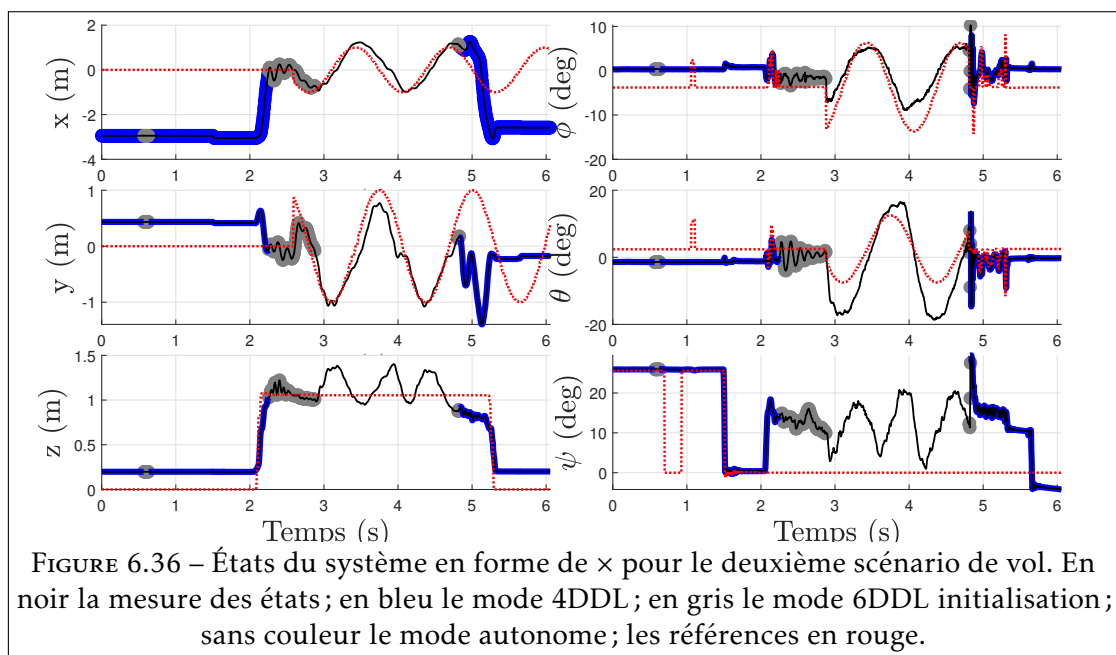 2
0
-2
-4
x (m)
0 1 2 3 4 5 6
10
0
-10
-20
ϕ (deg)
0 1 2 3 4 5 6
1
0
-1
y (m)
0 1 2 3 4 5 6
20
0
-20
θ (deg)
0 1 2 3 4 5 6
1.5
1
0.5
0
z (m)
0 1 2 3 4 5 6
Temps (s)
20
10
0
ψ (deg)
0 1 2 3 4 5 6
Temps (s)
FIGURE 6.36 – États du système en forme de × pour le deuxième scénario de vol. En
noir la mesure des états ; en bleu le mode 4DDL ; en gris le mode 6DDL initialisation ;
sans couleur le mode autonome ; les références en rouge.